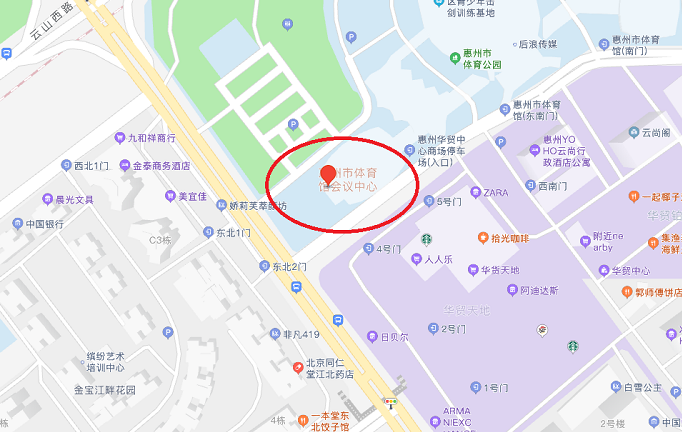 云山西路
区青少年击
剑训练基地
后浪传媒
惠州市体育
馆(南门)
惠州市
体育公园
惠州市体育
馆(东南门)
九和祥商行
惠州华贸中
心商场停车
场(入口)
惠州YO
HO云尚行
政酒店公寓
云尚阁
西北1门
金泰商务酒店
州市体育
馆会议中心
西南门
晨光文具
美宜佳
ZARA
一起椰子
5号门
华贸
中国银行
东北1门
C3栋
4号门
拾光咖啡
附近ne
arby
集渔
海鲜
人人乐
华贸天地
华贸中心
东北2门
阿迪达斯
郭师傅饼店
华贸天地
非凡419
日贝尔
2号门
缤纷艺术
培训中心
北京同仁
堂江北药店
金宝江畔花园
1号门
白雪公主
4栋
一本堂东
北饺子馆
ARMA
NIEXC
2号楼
中国